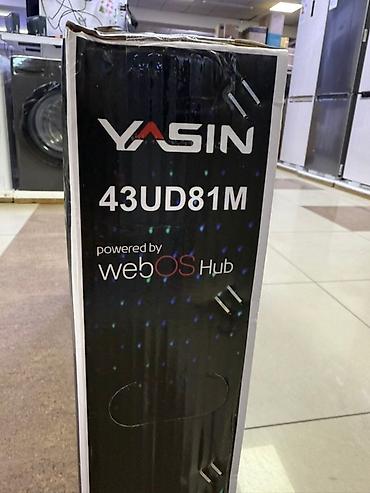 YASIN
43UD81M
powered by
webOS Hub